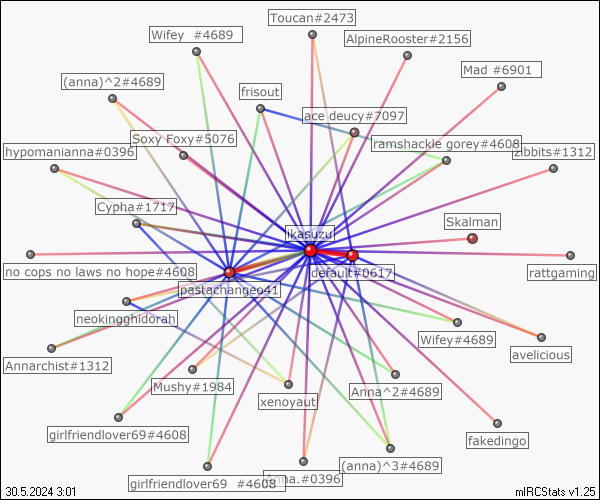 Toucan#2473
Wifey  #4689
AlpineRooster#2156
Mad #6901
(anna)^2#4689
frisout
ace deucy#7097
Soxy Foxy#5076
ramshackle gorey#4608
hypomanianna#0396
zibbits#1312
Cypha#1717
Skalman
ikasuzu
no cops no laws no hope#4608
default#0617
rattgaming
pastachangeo41
neokingghidorah
Wifey#4689
avelicious
Annarchist#1312
Mushy#1984
Anna^2#4689
xenoyaut
girlfriendlover69#4608
fakedingo
(anna)^3#4689
Anna.#0396
girlfriendlover69  #4608
30.5.2024 3:01
mIRCStats v1.25